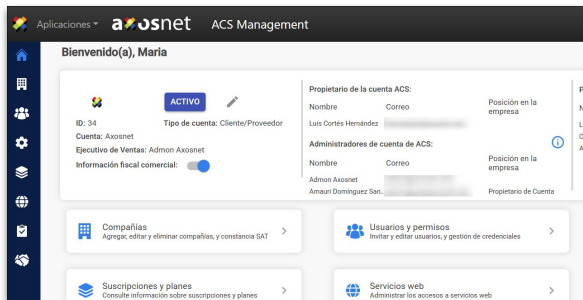 Aplicaciones
axosnet
ACS Management
Bienvenido(a), Maria
ACTIVO
ID: 34
Tipo de cuenta: Cliente/Proveedor
Cuenta: Axosnet
Ejecutivo de Ventas: Admon Axosnet
Información fiscal comercial:
Propietario de la cuenta ACS:
Nombre Correo Posición en la empresa
Luis Cortés Hernández
Administradores de cuenta de ACS:
Nombre Correo Posición en la empresa
Admon Axosnet
Amauri Domínguez San.. Propietario de Cuenta
Compañías
Agregar, editar y eliminar compañías, y constancia SAT
Usuarios y permisos
Invitar y editar usuarios, y gestión de credenciales
Suscripciones y planes
Consulte información sobre suscripciones y planes
Servicios web
Administrar los accesos a servicios web